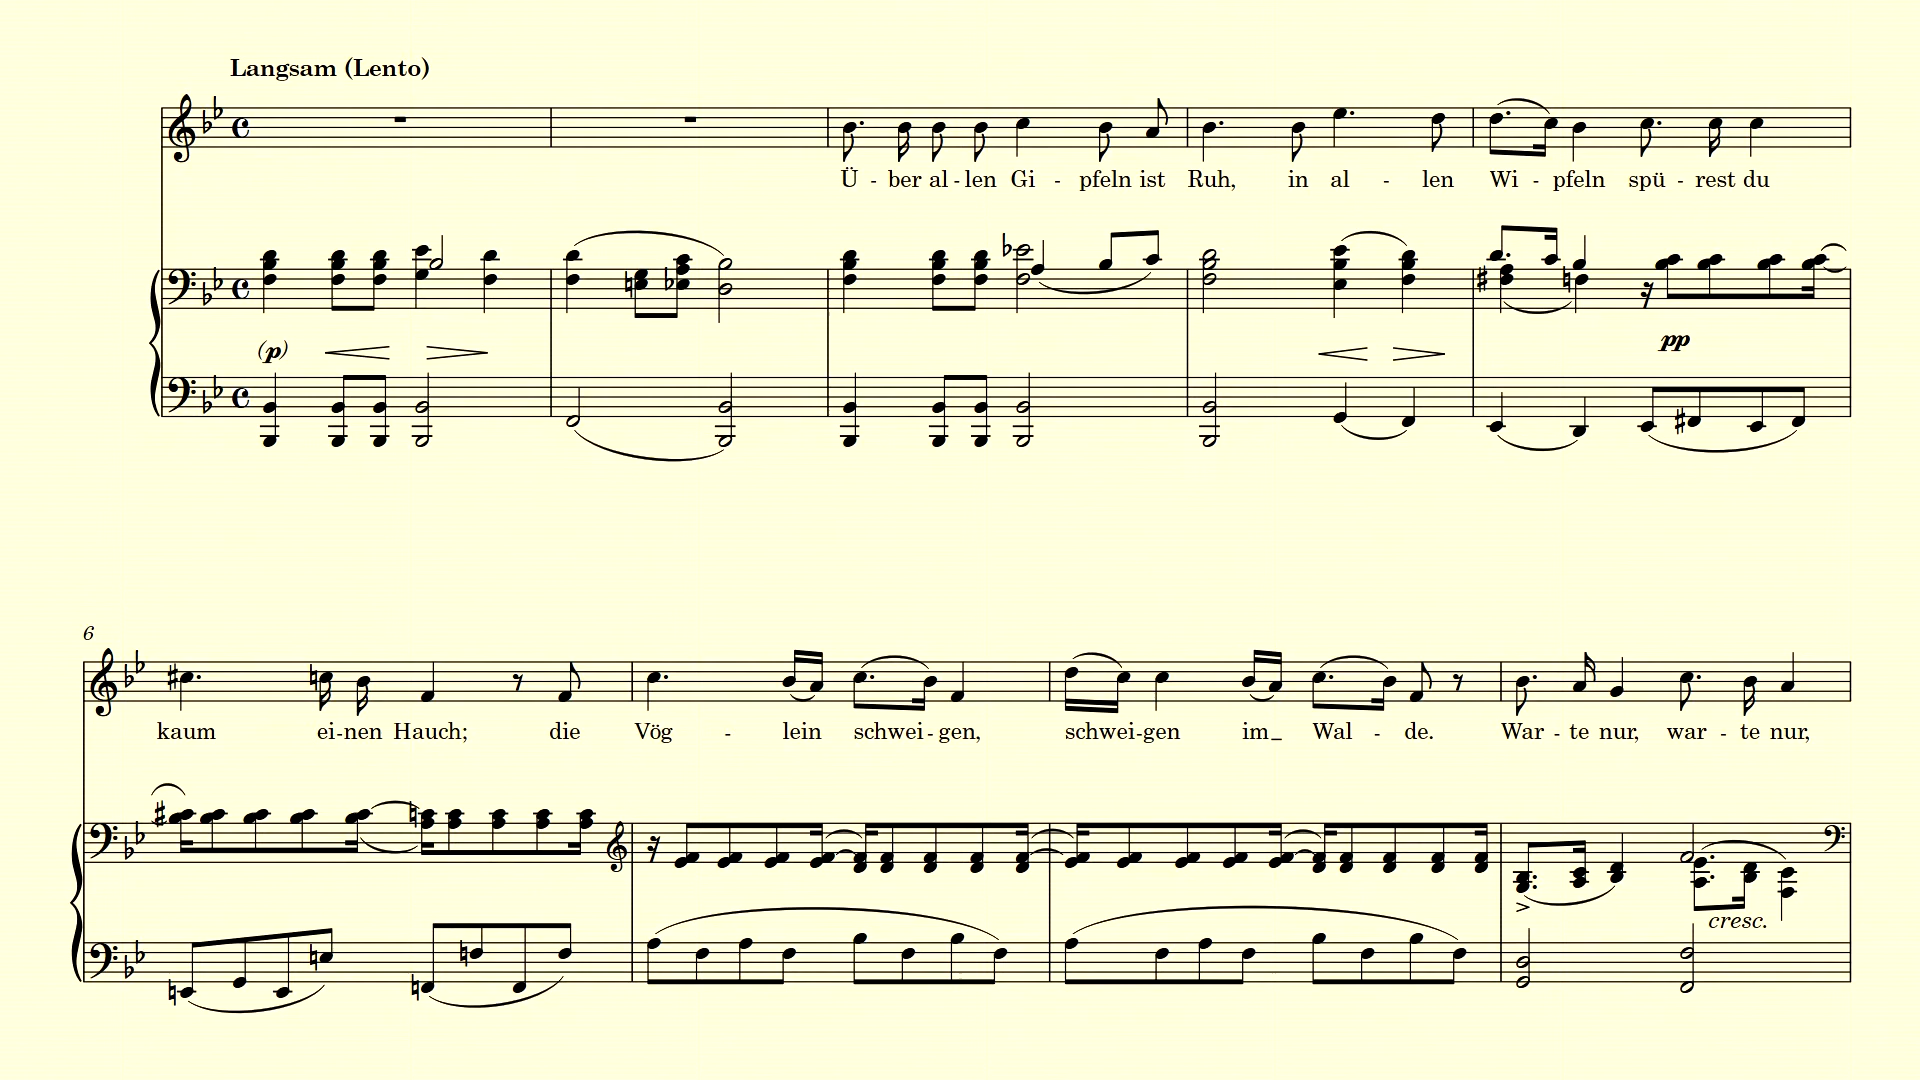 Langsam (Lento)
Ü - ber al - len Gi - pfeln ist Ruh, in al - len Wi - pfeln spü - rest du
(p)
pp
6
kaum ei - nen Hauch; die Vög - lein schwei - gen, schwei - gen im_ Wal - de. War - te nur, war - te nur,
cresc.